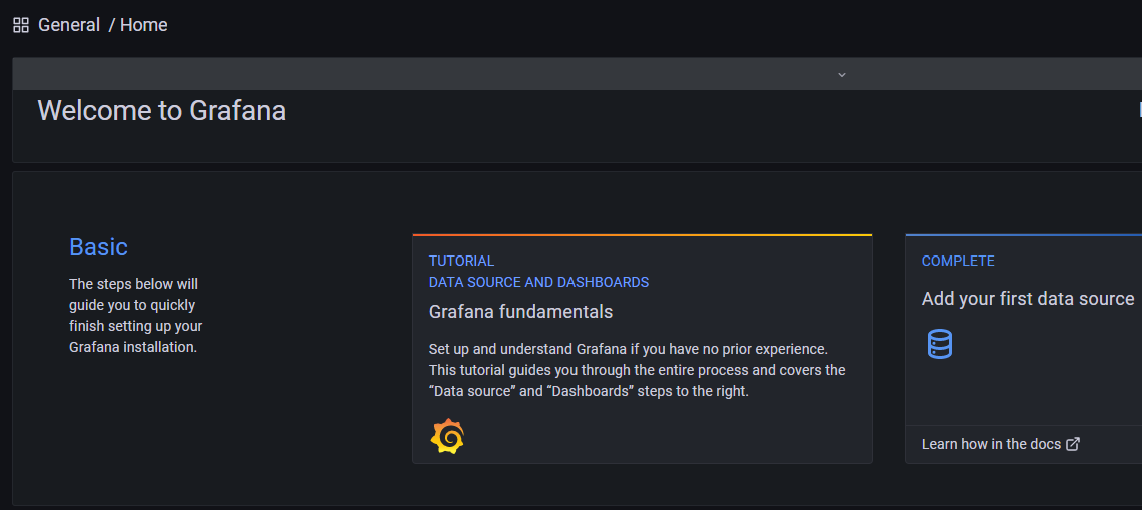 General / Home
Welcome to Grafana
Basic
The steps below will
guide you to quickly
finish setting up your
Grafana installation.
TUTORIAL
DATA SOURCE AND DASHBOARDS
Grafana fundamentals
Set up and understand Grafana if you have no prior experience.
This tutorial guides you through the entire process and covers the
“Data source” and “Dashboards” steps to the right.
COMPLETE
Add your first data source
Learn how in the docs